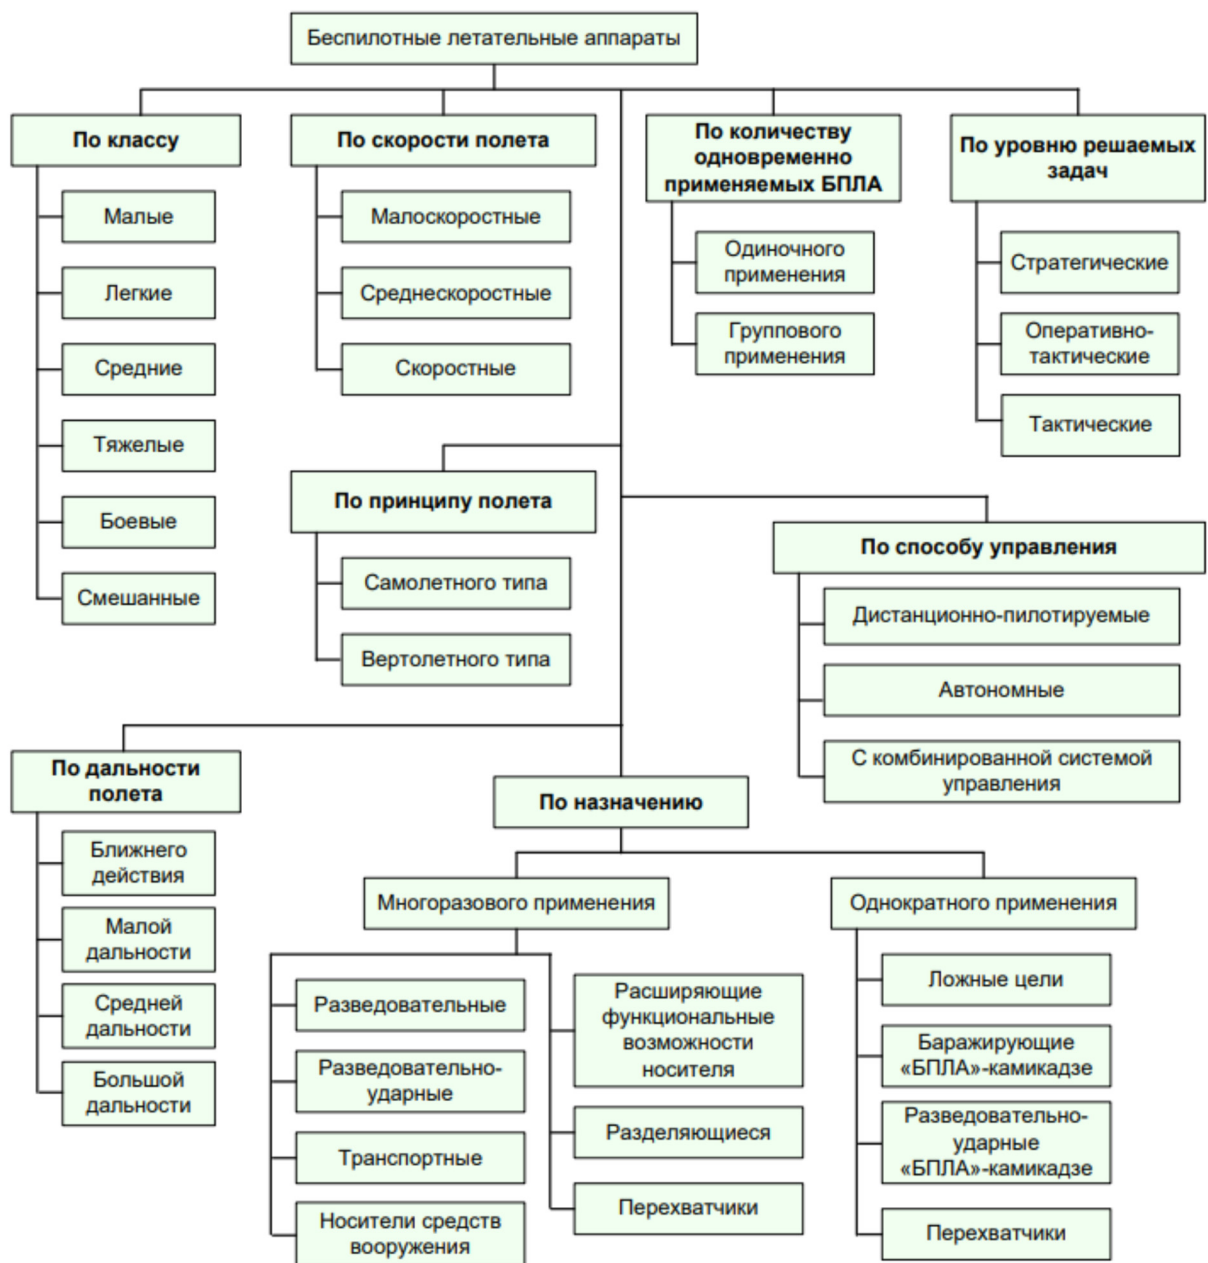 Беспилотные летательные аппараты
По классу
Малые
Легкие
Средние
Тяжелые
Боевые
Смешанные
По скорости полета
Малоскоростные
Среднескоростные
Скоростные
По количеству
одновременно
применяемых БПЛА
Одиночного
применения
Группового
применения
По уровню решаемых
задач
Стратегические
Оперативно-
тактические
Тактические
По принципу полета
Самолетного типа
Вертолетного типа
По способу управления
Дистанционно-пилотируемые
Автономные
С комбинированной системой
управления
По дальности
полета
Ближнего
действия
Малой
дальности
Средней
дальности
Большой
дальности
По назначению
Многоразового применения
Разведовательные
Разведовательно-
ударные
Транспортные
Носители средств
вооружения
Расширяющие
функциональные
возможности
носителя
Разделяющиеся
Перехватчики
Однократного применения
Ложные цели
Баражирующие
«БПЛА»-камикадзе
Разведовательно-
ударные
«БПЛА»-камикадзе
Перехватчики